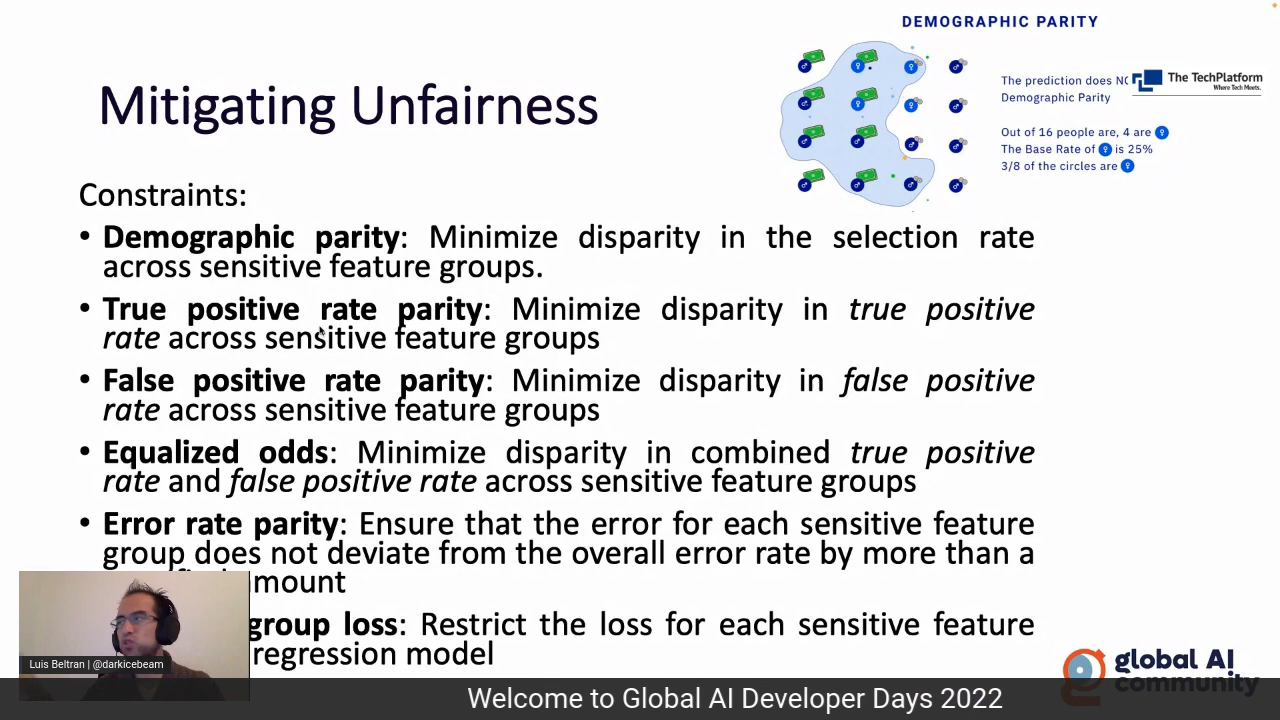 DEMOGRAPHIC PARITY
The prediction does
Demographic Parity
The TechPlatform
Where Tech Meets.
Out of 16 people are, 4 are
The Base Rate of is 25%
3/8 of the circles are
Mitigating Unfairness
Constraints:
• Demographic parity: Minimize disparity in the selection rate
across sensitive feature groups.
• True positive rate parity: Minimize disparity in true positive
rate across sensitive feature groups
• False positive rate parity: Minimize disparity in false positive
rate across sensitive feature groups
• Equalized odds: Minimize disparity in combined true positive
rate and false positive rate across sensitive feature groups
• Error rate parity: Ensure that the error for each sensitive feature
group does not deviate from the overall error rate by more than a
amount
group loss: Restrict the loss for each sensitive feature
regression model
Luis Beltran | @darkicebeam
global AI
community
Welcome to Global AI Developer Days 2022